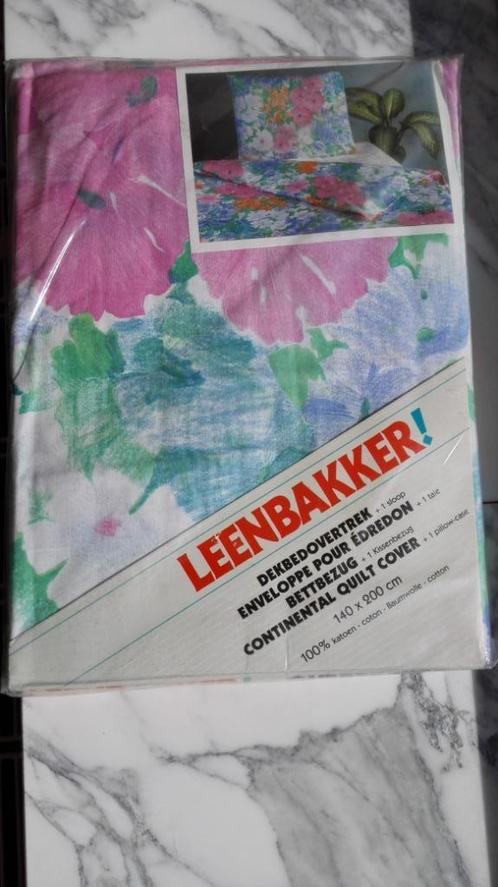 LEENBAKKER!
DEKBEDOVERTREK + 1 sloop
ENVELOPPE POUR ÉDREDON + 1 taie
BETTBEZUG + 1 Kissenbezug
CONTINENTAL QUILT COVER + 1 pillow-case
140 x 200 cm
100% katoen - coton - Baumwolle - cotton